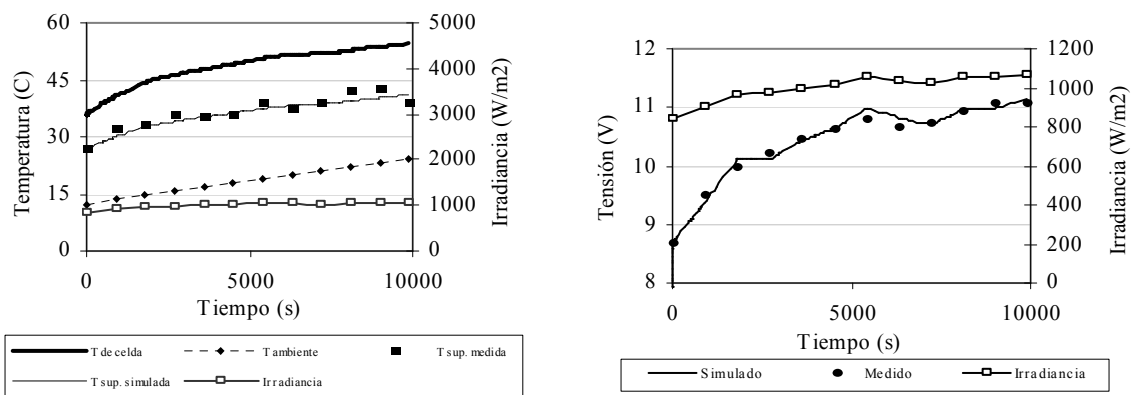 60
45
30
15
0
5000
4000
3000
2000
1000
0
Temperatura (C)
Irradiancia (W/m2)
0
5000
10000
Tiempo (s)
T de celda
T ambiente
T sup. medida
T sup. simulada
Irradiancia
12
11
10
9
8
1200
1000
800
600
400
200
0
Tensión (V)
Irradiancia (W/m2)
0
5000
10000
Tiempo (s)
Simulado
Medido
Irradiancia